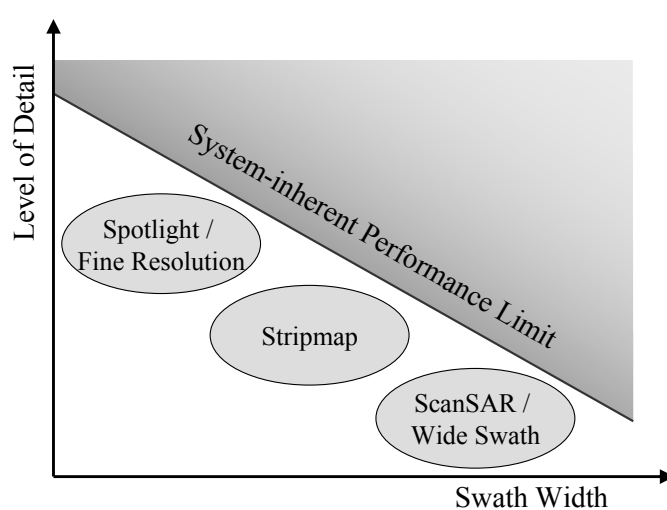 Level of Detail
System-inherent Performance Limit
Spotlight /
Fine Resolution
Stripmap
ScanSAR /
Wide Swath
Swath Width